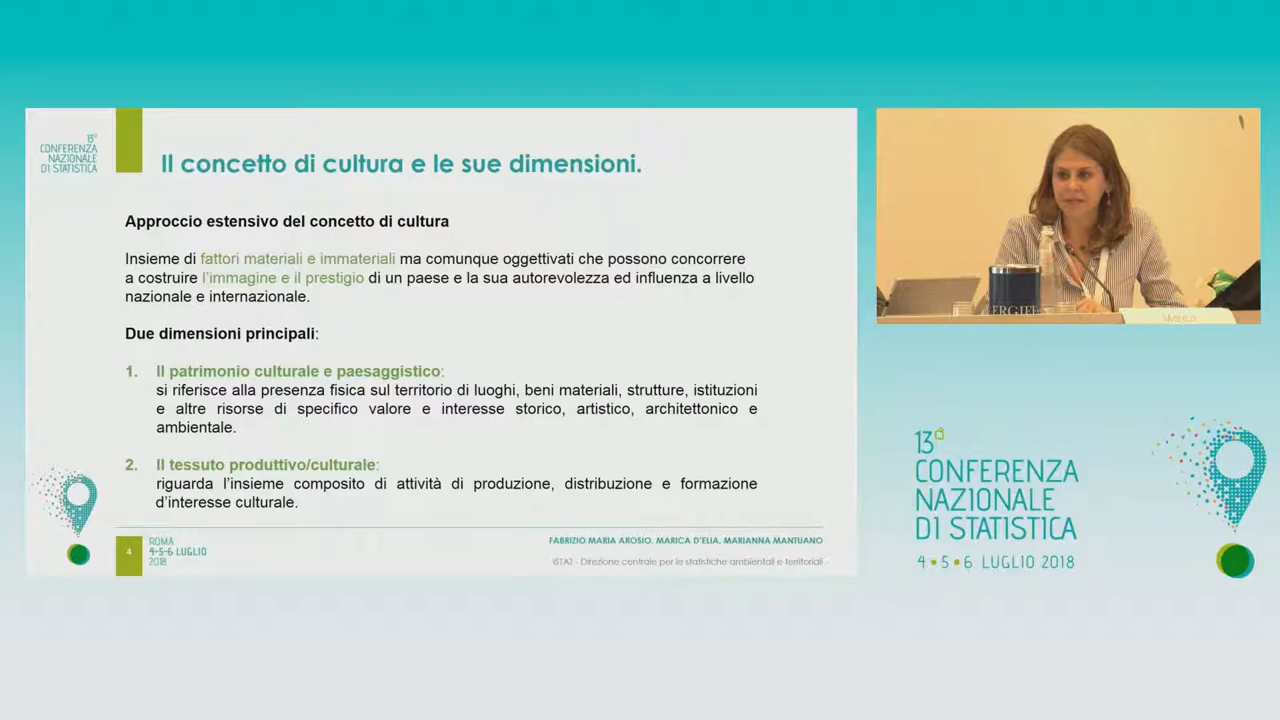 13ª
CONFERENZA
NAZIONALE
DI STATISTICA
Il concetto di cultura e le sue dimensioni.
Approccio estensivo del concetto di cultura
Insieme di fattori materiali e immateriali ma comunque oggettivati che possono concorrere
a costruire l’immagine e il prestigio di un paese e la sua autorevolezza ed influenza a livello
nazionale e internazionale.
Due dimensioni principali:
1. Il patrimonio culturale e paesaggistico:
si riferisce alla presenza fisica sul territorio di luoghi, beni materiali, strutture, istituzioni
e altre risorse di specifico valore e interesse storico, artistico, architettonico e
ambientale.
2. Il tessuto produttivo/culturale:
riguarda l’insieme composito di attività di produzione, distribuzione e formazione
d’interesse culturale.
4
ROMA
4-5-6 LUGLIO
2018
FABRIZIO MARIA AROSIO, MARICA D’ELIA, MARIANNA MANTUANO
ISTAT - Direzione centrale per le statistiche ambientali e territoriali -
13ª
CONFERENZA
NAZIONALE
DI STATISTICA
4 • 5 • 6 LUGLIO 2018